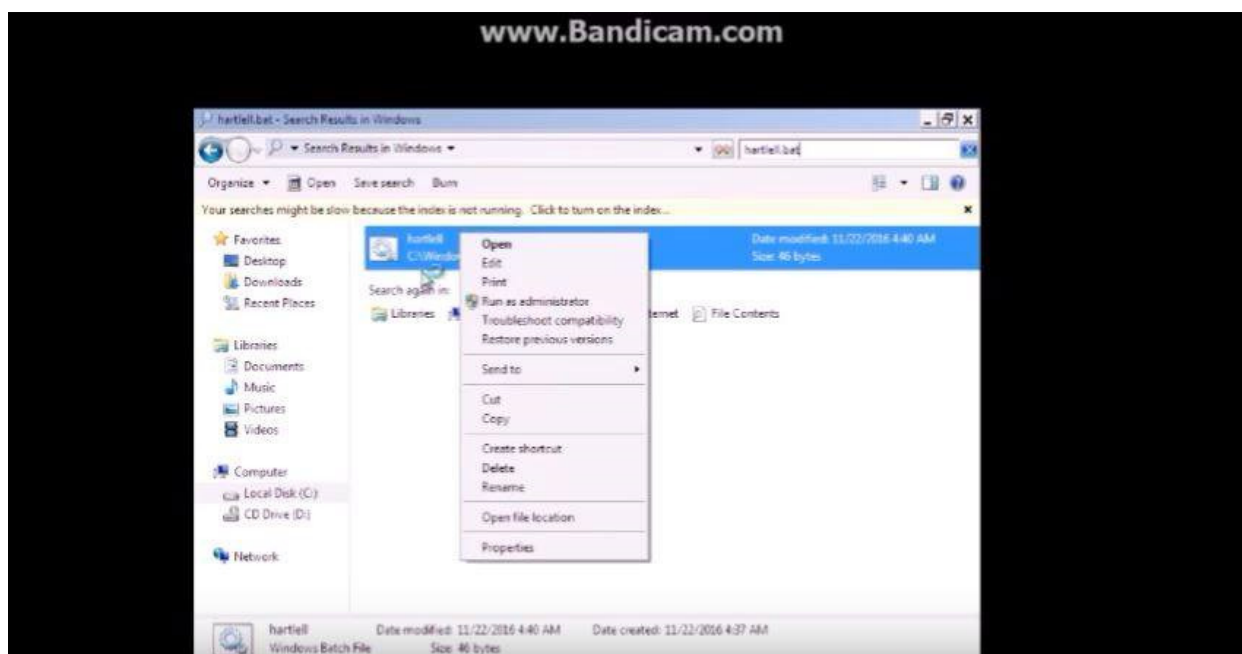 www.Bandicam.com
hartlell.bat - Search Results in Windows
Search Results in Windows
hartlell.bat
Organize
Open
Save search
Burn
Your searches might be slow because the index is not running. Click to turn on the index...
Favorites
Desktop
Downloads
Recent Places
Libraries
Documents
Music
Pictures
Videos
Computer
Local Disk (C:)
CD Drive (D:)
Network
hartlell
Date modified: 11/22/2016 4:40 AM
Size: 46 bytes
Search again in:
Libraries
File Contents
Open
Edit
Print
Run as administrator
Troubleshoot compatibility
Restore previous versions
Send to
Cut
Copy
Create shortcut
Delete
Rename
Open file location
Properties
hartlell
Date modified: 11/22/2016 4:40 AM
Date created: 11/22/2016 4:37 AM
Windows Batch File
Size: 46 bytes